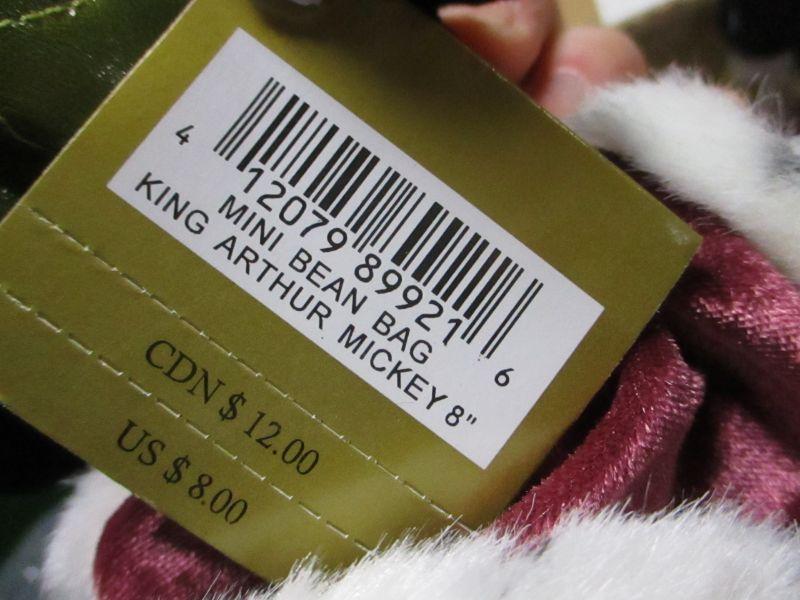 4 12079 89921 6
MINI BEAN BAG
KING ARTHUR MICKEY 8"
CDN $ 12.00
US $ 8.00